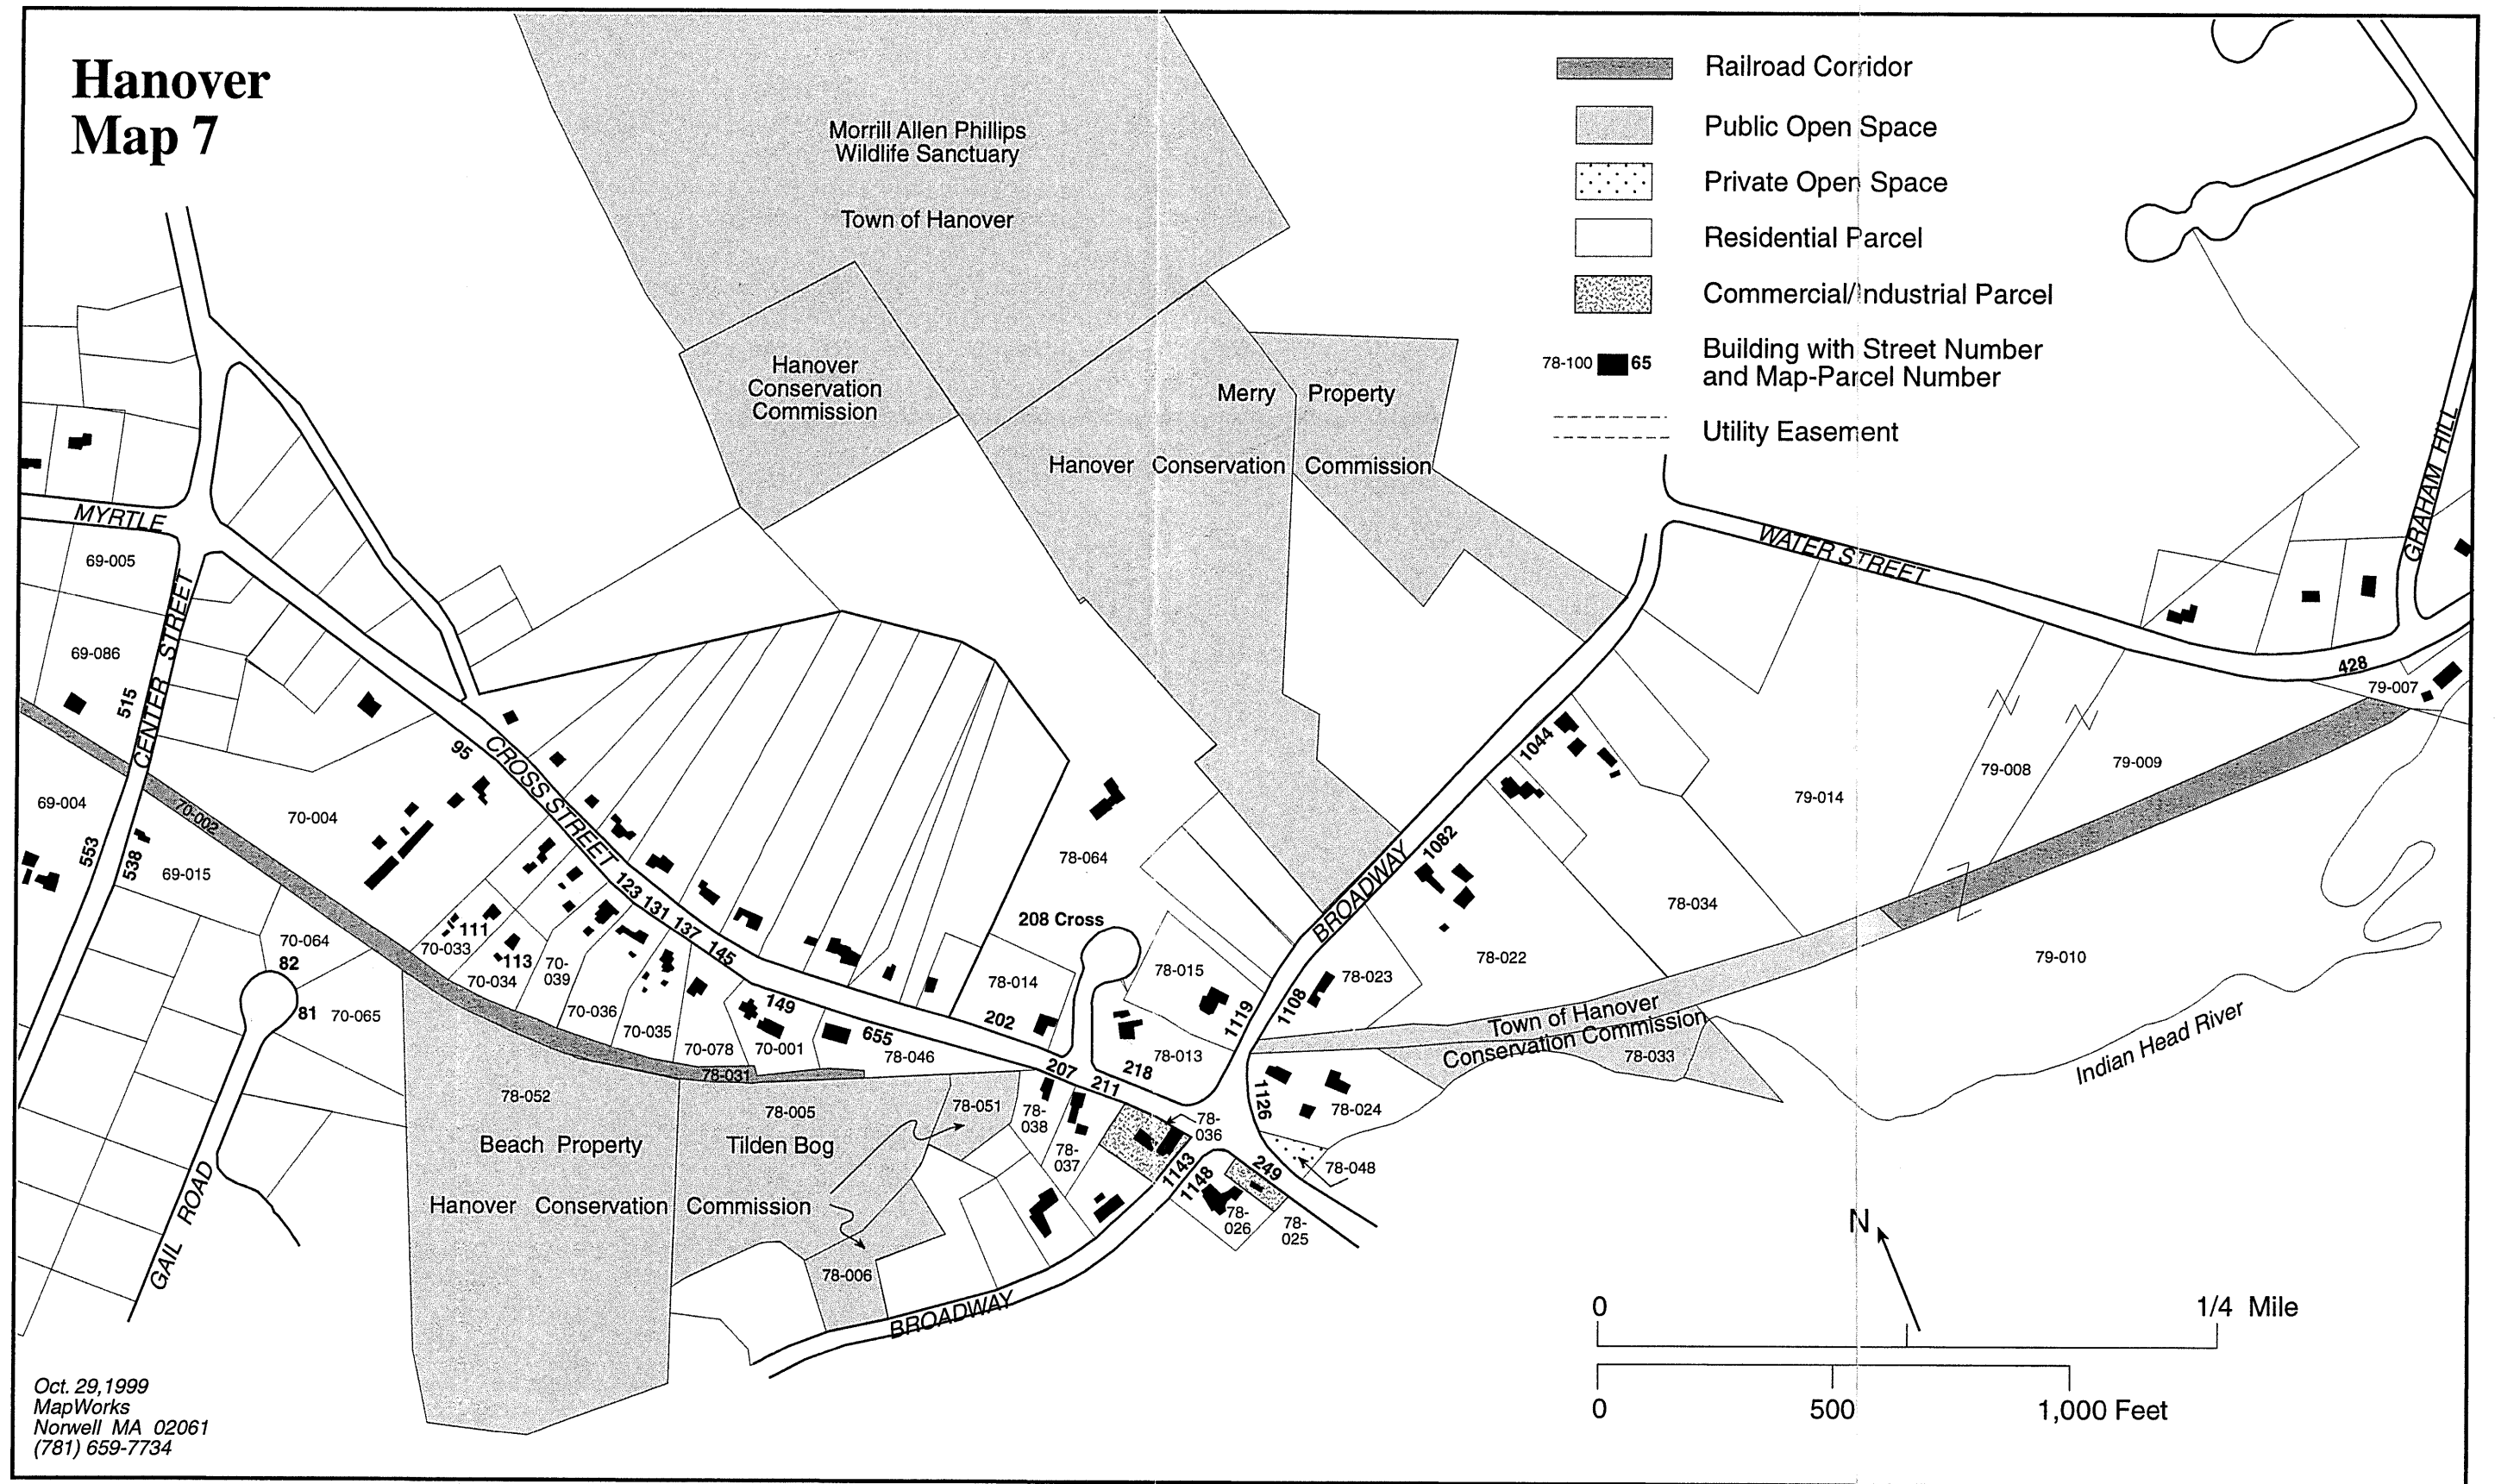 Hanover
Map 7
Railroad Corridor
Public Open Space
Private Open Space
Residential Parcel
Commercial/Industrial Parcel
78-100 65
Building with Street Number
and Map-Parcel Number
Utility Easement
Morrill Allen Phillips
Wildlife Sanctuary
Town of Hanover
Hanover
Conservation
Commission
Merry Property
Hanover Conservation Commission
MYRTLE
69-005
CENTER STREET
69-086
515
95
CROSS STREET
69-004
70-002
70-004
553
538
69-015
WATER STREET
GRAHAM HILL
428
79-007
1044
79-008
79-009
79-014
1082
BROADWAY
78-064
78-034
123
131
137
145
111
70-033
113
70-034
70-
039
70-036
70-035
70-078
149
70-001
655
78-046
70-064
82
81
70-065
208 Cross
78-014
202
78-015
1119
78-013
218
1108
78-023
78-022
79-010
Town of Hanover
Conservation Commission
78-033
Indian Head River
78-031
207
211
78-052
78-005
78-051
78-
038
78-
037
78-
036
1126
78-024
Beach Property
Tilden Bog
Hanover Conservation Commission
1143
1148
249
78-048
78-
026
78-
025
78-006
GAIL ROAD
BROADWAY
N
0 1/4 Mile
0 500 1,000 Feet
Oct. 29,1999
MapWorks
Norwell MA 02061
(781) 659-7734